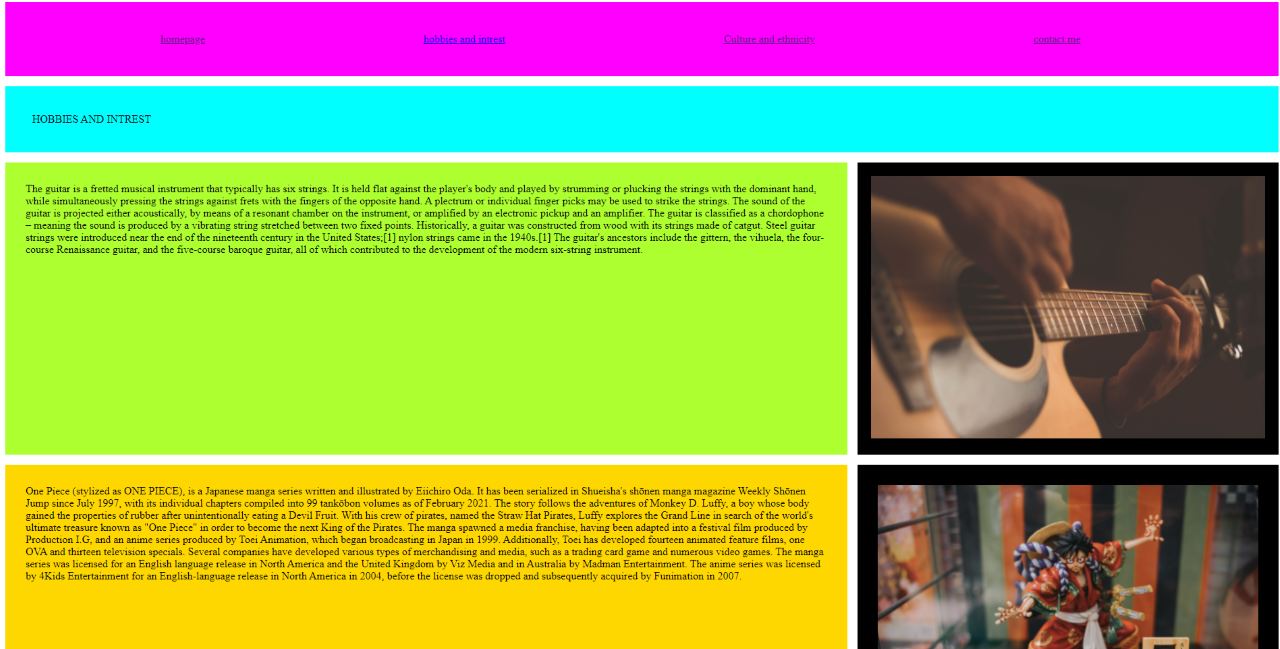 homepage hobbies and intrest Culture and ethnicity contact me
HOBBIES AND INTREST
The guitar is a fretted musical instrument that typically has six strings. It is held flat against the player's body and played by strumming or plucking the strings with the dominant hand,
while simultaneously pressing the strings against frets with the fingers of the opposite hand. A plectrum or individual finger picks may be used to strike the strings. The sound of the
guitar is projected either acoustically, by means of a resonant chamber on the instrument, or amplified by an electronic pickup and an amplifier. The guitar is classified as a chordophone
– meaning the sound is produced by a vibrating string stretched between two fixed points. Historically, a guitar was constructed from wood with its strings made of catgut. Steel guitar
strings were introduced near the end of the nineteenth century in the United States;[1] nylon strings came in the 1940s.[1] The guitar's ancestors include the gittern, the vihuela, the four-
course Renaissance guitar, and the five-course baroque guitar, all of which contributed to the development of the modern six-string instrument.
One Piece (stylized as ONE PIECE), is a Japanese manga series written and illustrated by Eiichiro Oda. It has been serialized in Shueisha's shōnen manga magazine Weekly Shōnen
Jump since July 1997, with its individual chapters compiled into 99 tankōbon volumes as of February 2021. The story follows the adventures of Monkey D. Luffy, a boy whose body
gained the properties of rubber after unintentionally eating a Devil Fruit. With his crew of pirates, named the Straw Hat Pirates, Luffy explores the Grand Line in search of the world's
ultimate treasure known as "One Piece" in order to become the next King of the Pirates. The manga spawned a media franchise, having been adapted into a festival film produced by
Production I.G, and an anime series produced by Toei Animation, which began broadcasting in Japan in 1999. Additionally, Toei has developed fourteen animated feature films, one
OVA and thirteen television specials. Several companies have developed various types of merchandising and media, such as a trading card game and numerous video games. The manga
series was licensed for an English language release in North America and the United Kingdom by Viz Media and in Australia by Madman Entertainment. The anime series was licensed
by 4Kids Entertainment for an English-language release in North America in 2004, before the license was dropped and subsequently acquired by Funimation in 2007.